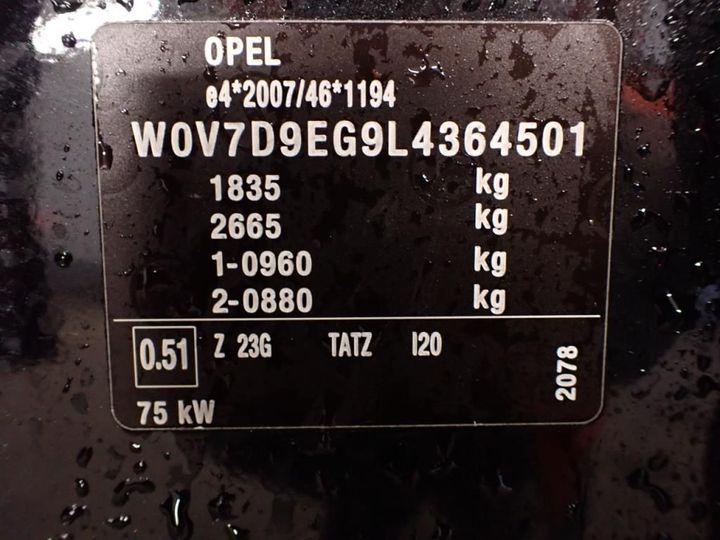 OPEL
e4*2007/46*1194
W0V7D9EG9L4364501
1835 kg
2665 kg
1-0960 kg
2-0880 kg
0.51 Z 23G TATZ I20
75 kW
2078